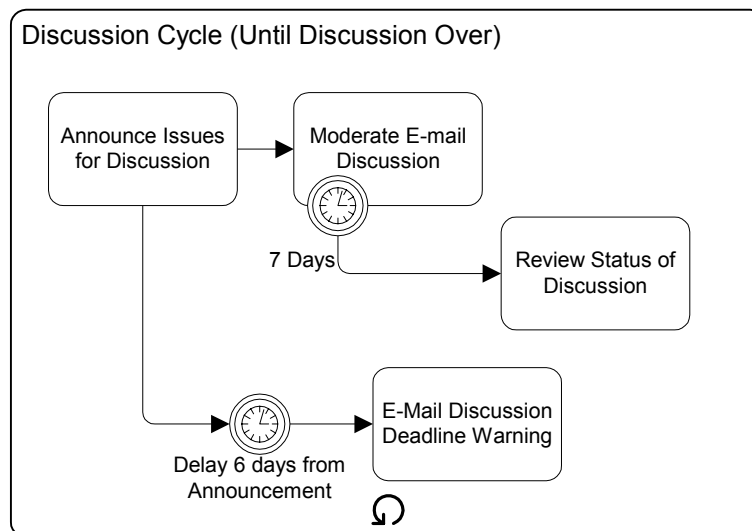 Discussion Cycle (Until Discussion Over)
Announce Issues
for Discussion
Moderate E-mail
Discussion
7 Days
Review Status of
Discussion
E-Mail Discussion
Deadline Warning
Delay 6 days from
Announcement